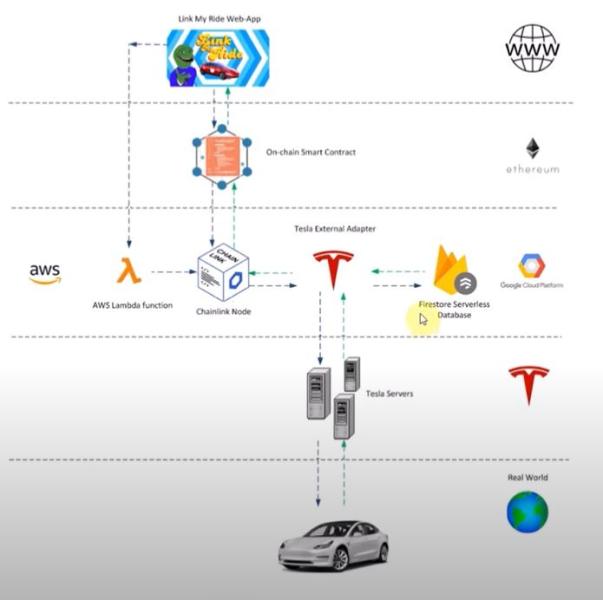 Link My Ride Web-App
Link
Ride
WWW
On-chain Smart Contract
ethereum
Tesla External Adapter
aws
CHAIN
LINK
Google Cloud Platform
AWS Lambda function
Chainlink Node
Firestore Serverless
Database
Tesla Servers
Real World